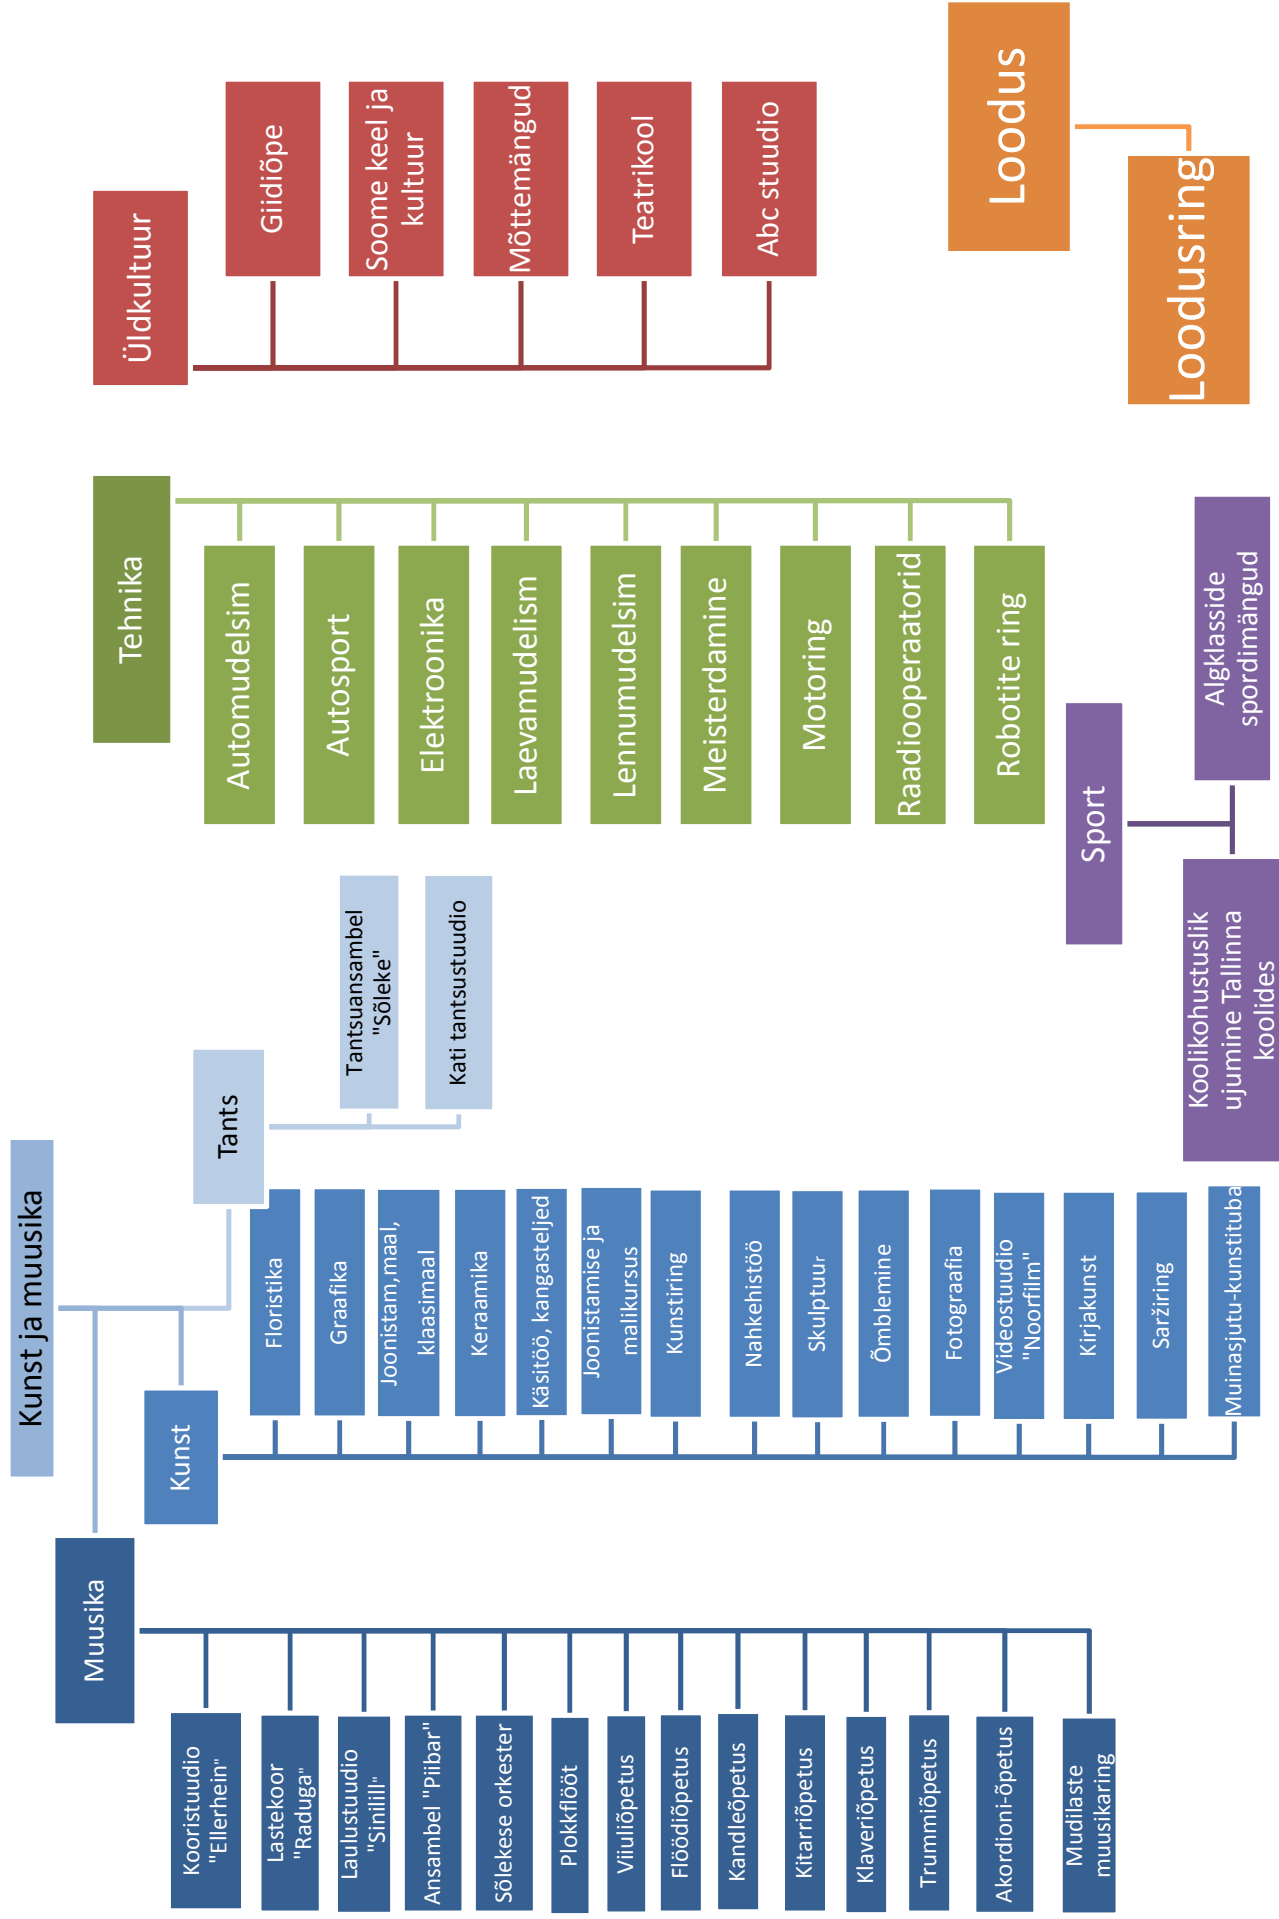 Kunst ja muusika
Muusika
Kooristuudio
"Ellerhein"
Lastekoor
"Raduga"
Laulustuudio
"Sinilill"
Ansambel "Piibar"
Sõlekese orkester
Plokkflööt
Viiuliõpetus
Flöödiõpetus
Kandleõpetus
Kitarriõpetus
Klaveriõpetus
Trummiõpetus
Akordioni-õpetus
Mudilaste
muusikaring
Kunst
Floristika
Graafika
Joonistam,maal,
klaasimaal
Keraamika
Käsitöö, kangasteljed
Joonistamise ja
malikursus
Kunstiring
Nahkehistöö
Skulptuur
Õmblemine
Fotograafia
Videostuudio
"Noorfilm"
Kirjakunst
Saržiring
Muinasjutu-kunstituba
Tants
Tantsuansambel
"Sõleke"
Kati tantsustuudio
Tehnika
Automudelsim
Autosport
Elektroonika
Laevamudelism
Lennumudelsim
Meisterdamine
Motoring
Raadiooperaatorid
Robotite ring
Üldkultuur
Giidiõpe
Soome keel ja
kultuur
Mõttemängud
Teatrikool
Abc stuudio
Sport
Koolikohustuslik
ujumine Tallinna
koolides
Algklasside
spordimängud
Loodus
Loodusring